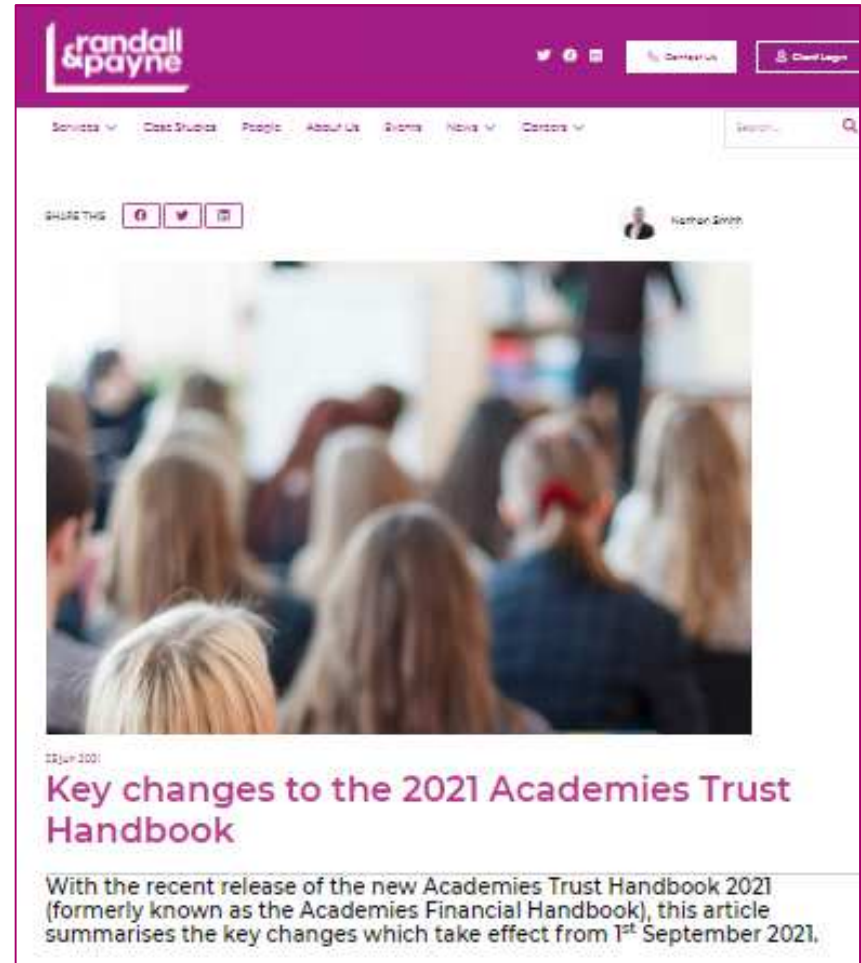 randall
&payne
Contact Us
Client Login
Services
Case Studies
People
About Us
Events
News
Careers
Search...
SHARE THIS
Nathan Smith
Jun 2021
Key changes to the 2021 Academies Trust
Handbook
With the recent release of the new Academies Trust Handbook 2021
(formerly known as the Academies Financial Handbook), this article
summarises the key changes which take effect from 1st September 2021.